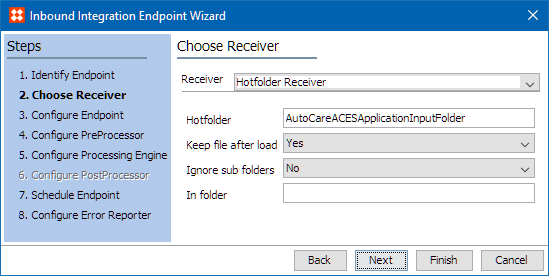 Inbound Integration Endpoint Wizard
Steps
1. Identify Endpoint
2. Choose Receiver
3. Configure Endpoint
4. Configure PreProcessor
5. Configure Processing Engine
6. Configure PostProcessor
7. Schedule Endpoint
8. Configure Error Reporter
Choose Receiver
Receiver Hotfolder Receiver
Hotfolder AutoCareACESApplicationInputFolder
Keep file after load Yes
Ignore sub folders No
In folder
Back Next Finish Cancel